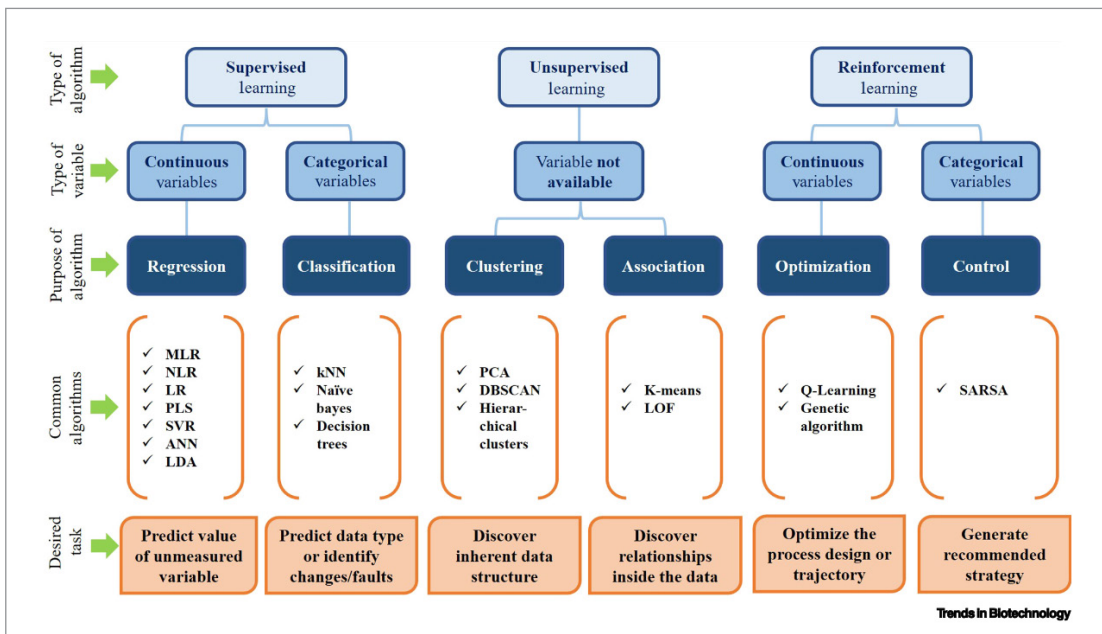 Type of
algorithm
Supervised
learning
Unsupervised
learning
Reinforcement
learning
Type of
variable
Continuous
variables
Categorical
variables
Variable not
available
Continuous
variables
Categorical
variables
Purpose of
algorithm
Regression
Classification
Clustering
Association
Optimization
Control
Common
algorithms
✓ MLR
✓ NLR
✓ LR
✓ PLS
✓ SVR
✓ ANN
✓ LDA
✓ kNN
✓ Naïve
bayes
✓ Decision
trees
✓ PCA
✓ DBSCAN
✓ Hierar-
chical
clusters
✓ K-means
✓ LOF
✓ Q-Learning
✓ Genetic
algorithm
✓ SARSA
Desired
task
Predict value
of unmeasured
variable
Predict data type
or identify
changes/faults
Discover
inherent data
structure
Discover
relationships
inside the data
Optimize the
process design or
trajectory
Generate
recommended
strategy
Trends in Biotechnology